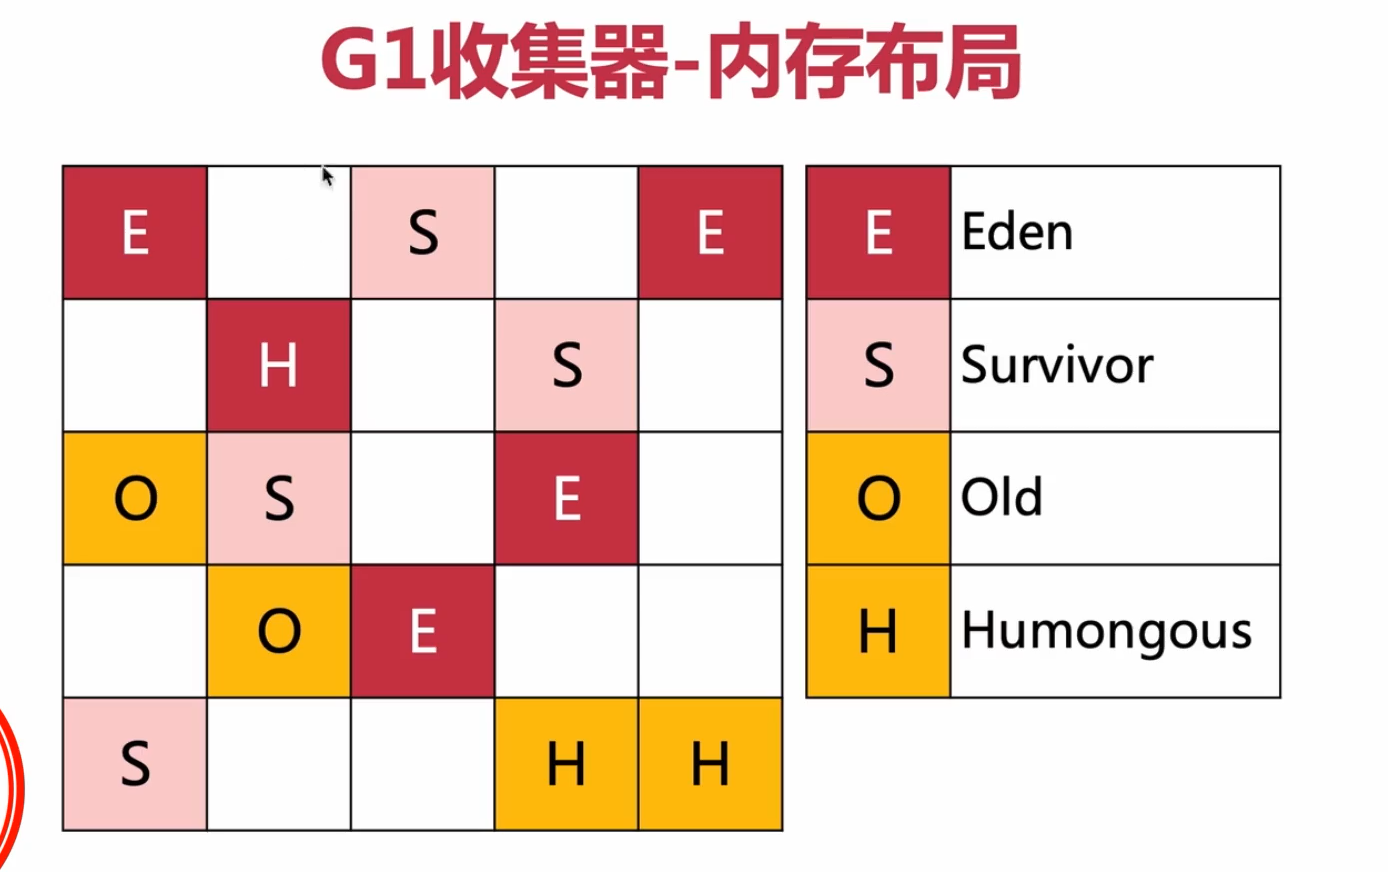 G1收集器-内存布局
E S E
H S
O S E
O E
S H H
E Eden
S Survivor
O Old
H Humongous